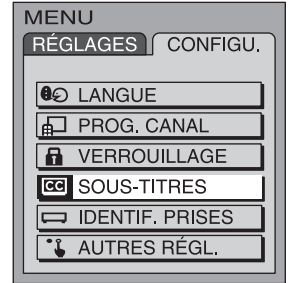 MENU
RÉGLAGES CONFIGU.
LANGUE
PROG. CANAL
VERROUILLAGE
CC SOUS-TITRES
IDENTIF. PRISES
AUTRES RÉGL.